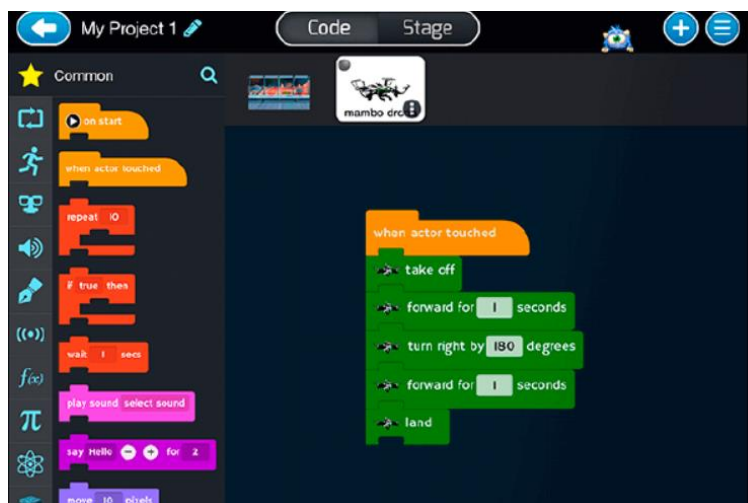 My Project 1
Code
Stage
Common
mambo dro
on start
when actor touched
repeat 10
if true then
wait 1 secs
play sound select sound
say Hello - + for 2
move 10 pixels
((•))
f(x)
π
when actor touched
take off
forward for 1 seconds
turn right by 180 degrees
forward for 1 seconds
land